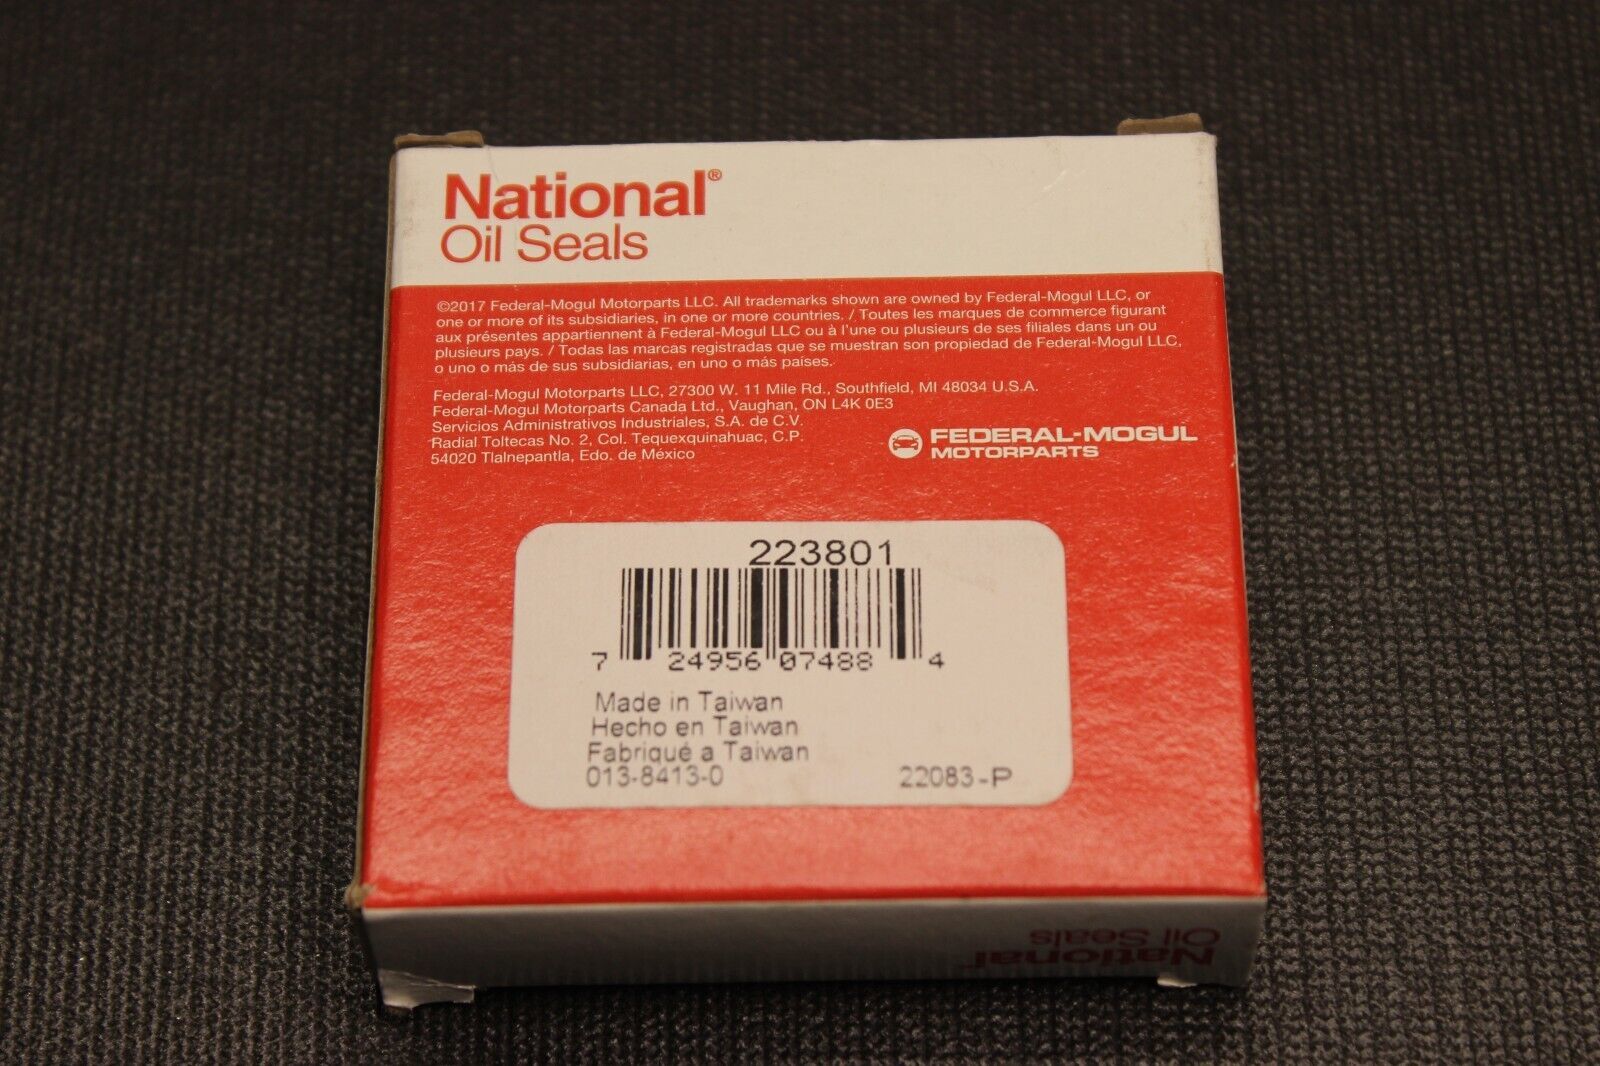 National®
Oil Seals
©2017 Federal-Mogul Motorparts LLC. All trademarks shown are owned by Federal-Mogul LLC, or
one or more of its subsidiaries, in one or more countries. / Toutes les marques de commerce figurant
aux présentes appartiennent à Federal-Mogul LLC ou à l'une ou plusieurs de ses filiales dans un ou
plusieurs pays. / Todas las marcas registradas que se muestran son propiedad de Federal-Mogul LLC,
o uno o más de sus subsidiarias, en uno o más países.
Federal-Mogul Motorparts LLC, 27300 W. 11 Mile Rd., Southfield, MI 48034 U.S.A.
Federal-Mogul Motorparts Canada Ltd., Vaughan, ON L4K 0E3
Servicios Administrativos Industriales, S.A. de C.V.
Radial Toltecas No. 2, Col. Tequexquinahuac, C.P.
54020 Tlalnepantla, Edo. de México
FEDERAL-MOGUL
MOTORPARTS
223801
7 24956 07488 4
Made in Taiwan
Hecho en Taiwan
Fabriqué a Taiwan
013-8413-0 22083-P
National
Oil Seals